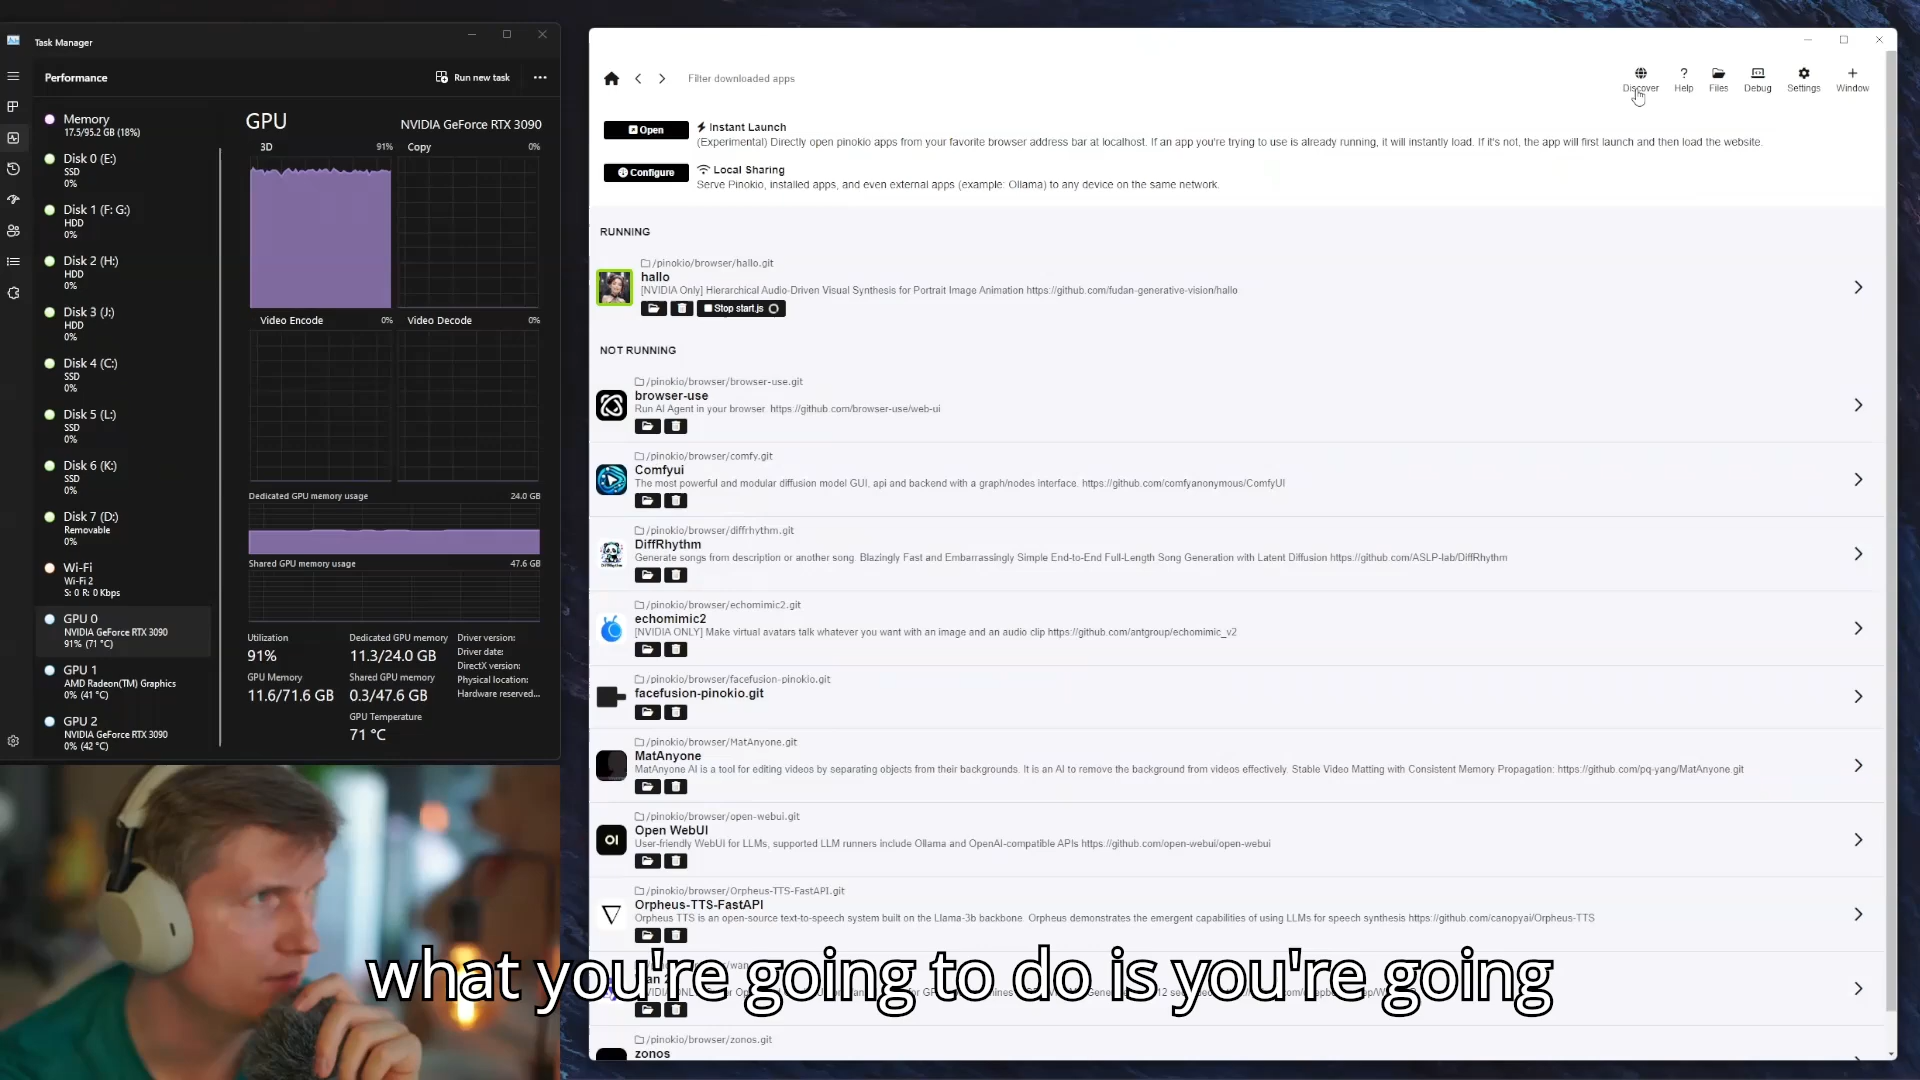 Task Manager
Performance
Run new task
Memory
17.5/95.2 GB (18%)
Disk 0 (E:)
SSD
0%
Disk 1 (F: G:)
HDD
0%
Disk 2 (H:)
HDD
0%
Disk 3 (J:)
HDD
0%
Disk 4 (C:)
SSD
0%
Disk 5 (L:)
SSD
0%
Disk 6 (K:)
SSD
0%
Disk 7 (D:)
Removable
0%
Wi-Fi
Wi-Fi 2
S: 0 R: 0 Kbps
GPU 0
NVIDIA GeForce RTX 3090
91% (71 °C)
GPU 1
AMD Radeon(TM) Graphics
0% (41 °C)
GPU 2
NVIDIA GeForce RTX 3090
0% (42 °C)
GPU NVIDIA GeForce RTX 3090
3D 91% Copy 0%
Video Encode 0% Video Decode 0%
Dedicated GPU memory usage 24.0 GB
Shared GPU memory usage 47.6 GB
Utilization
91%
GPU Memory
11.6/71.6 GB
Dedicated GPU memory
11.3/24.0 GB
Shared GPU memory
0.3/47.6 GB
GPU Temperature
71 °C
Driver version:
Driver date:
DirectX version:
Physical location:
Hardware reserved...
Filter downloaded apps
Discover Help Files Debug Settings Window
Open Instant Launch
(Experimental) Directly open pinokio apps from your favorite browser address bar at localhost. If an app you're trying to use is already running, it will instantly load. If it's not, the app will first launch and then load the website.
Configure Local Sharing
Serve Pinokio, installed apps, and even external apps (example: Ollama) to any device on the same network.
RUNNING
/pinokio/browser/hallo.git
hallo
[NVIDIA Only] Hierarchical Audio-Driven Visual Synthesis for Portrait Image Animation https://github.com/fudan-generative-vision/hallo
Stop start.js
NOT RUNNING
/pinokio/browser/browser-use.git
browser-use
Run AI Agent in your browser. https://github.com/browser-use/web-ui
/pinokio/browser/comfy.git
Comfyui
The most powerful and modular diffusion model GUI, api and backend with a graph/nodes interface. https://github.com/comfyanonymous/ComfyUI
/pinokio/browser/diffrhythm.git
DiffRhythm
Generate songs from description or another song. Blazingly Fast and Embarrassingly Simple End-to-End Full-Length Song Generation with Latent Diffusion https://github.com/ASLP-lab/DiffRhythm
/pinokio/browser/echomimic2.git
echomimic2
[NVIDIA ONLY] Make virtual avatars talk whatever you want with an image and an audio clip https://github.com/antgroup/echomimic_v2
/pinokio/browser/facefusion-pinokio.git
facefusion-pinokio.git
/pinokio/browser/MatAnyone.git
MatAnyone
MatAnyone AI is a tool for editing videos by separating objects from their backgrounds. It is an AI to remove the background from videos effectively. Stable Video Matting with Consistent Memory Propagation: https://github.com/pq-yang/MatAnyone.git
/pinokio/browser/open-webui.git
Open WebUI
User-friendly WebUI for LLMs, supported LLM runners include Ollama and OpenAI-compatible APIs https://github.com/open-webui/open-webui
/pinokio/browser/Orpheus-TTS-FastAPI.git
Orpheus-TTS-FastAPI
Orpheus TTS is an open-source text-to-speech system built on the Llama-3b backbone. Orpheus demonstrates the emergent capabilities of using LLMs for speech synthesis https://github.com/canopyai/Orpheus-TTS
what you're going to do is you're going
/pinokio/browser/zonos.git
zonos